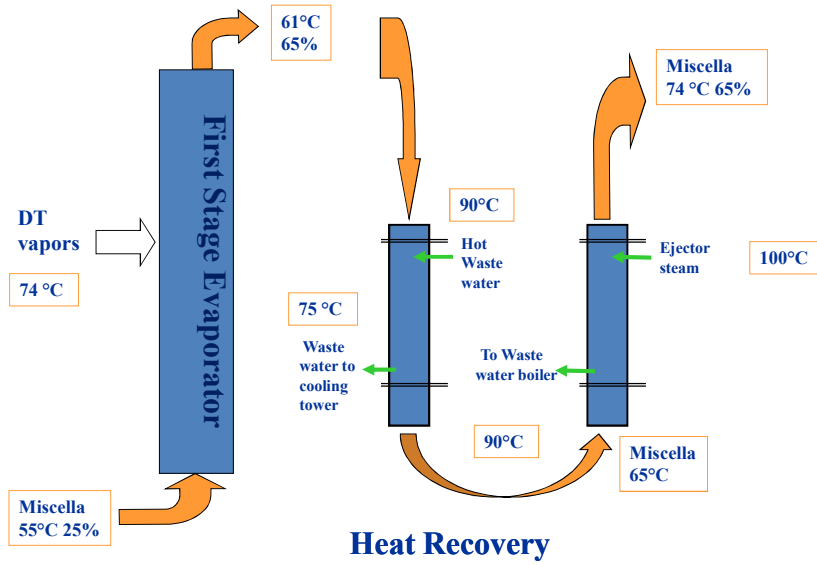 61°C
65%
First Stage Evaporator
DT
vapors
74 °C
Miscella
55°C 25%
90°C
Hot
Waste
water
75 °C
Waste
water to
cooling
tower
Miscella
74 °C 65%
Ejector
steam
100°C
To Waste
water boiler
90°C
Miscella
65°C
Heat Recovery